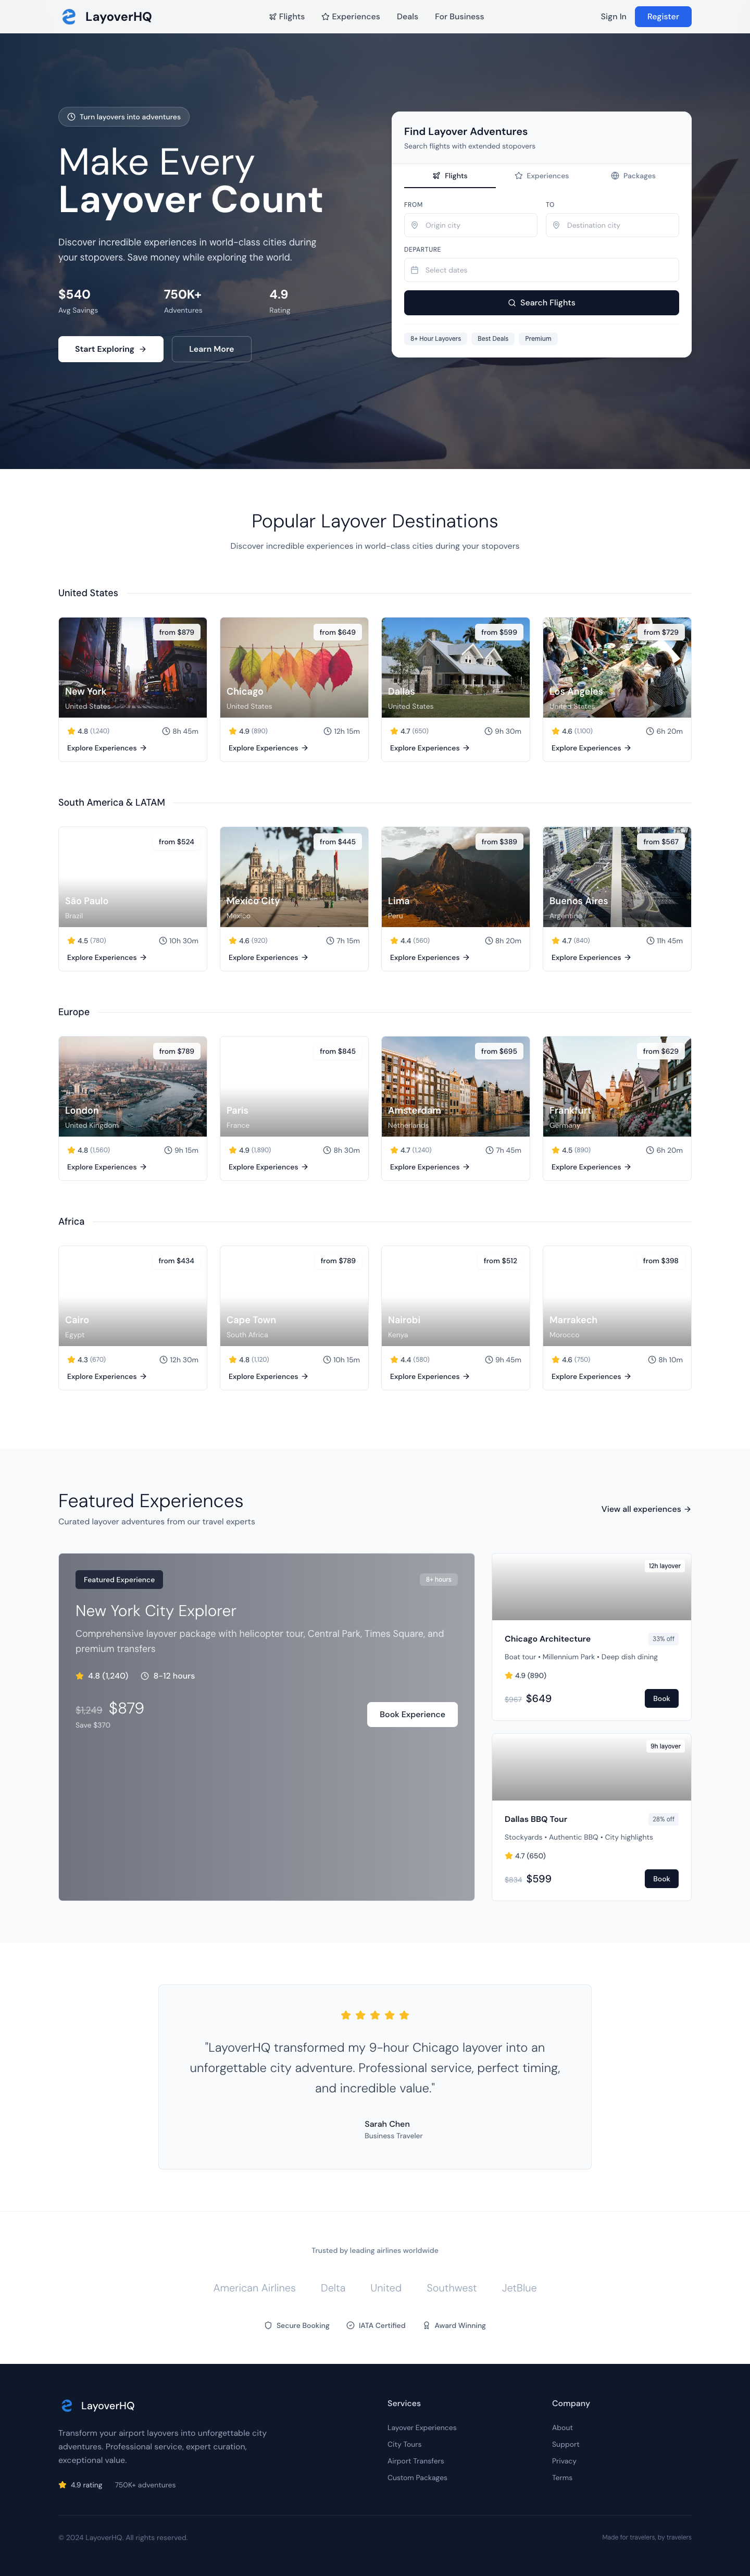 LayoverHQ
Flights
Experiences
Deals
For Business
Sign In
Register
Turn layovers into adventures
Make Every
Layover Count
Discover incredible experiences in world-class cities during
your stopovers. Save money while exploring the world.
$540
Avg Savings
750K+
Adventures
4.9
Rating
Start Exploring
Learn More
Find Layover Adventures
Search flights with extended stopovers
Flights
Experiences
Packages
FROM
TO
Origin city
Destination city
DEPARTURE
Select dates
Search Flights
8+ Hour Layovers
Best Deals
Premium
Popular Layover Destinations
Discover incredible experiences in world-class cities during your stopovers
United States
from $879
New York
United States
4.8 (1,240)
8h 45m
Explore Experiences
from $649
Chicago
United States
4.9 (890)
12h 15m
Explore Experiences
from $599
Dallas
United States
4.7 (650)
9h 30m
Explore Experiences
from $729
Los Angeles
United States
4.6 (1,100)
6h 20m
Explore Experiences
South America & LATAM
from $524
São Paulo
Brazil
4.5 (780)
10h 30m
Explore Experiences
from $445
Mexico City
Mexico
4.6 (920)
7h 15m
Explore Experiences
from $389
Lima
Peru
4.4 (560)
8h 20m
Explore Experiences
from $567
Buenos Aires
Argentina
4.7 (840)
11h 45m
Explore Experiences
Europe
from $789
London
United Kingdom
4.8 (1,560)
9h 15m
Explore Experiences
from $845
Paris
France
4.9 (1,890)
8h 30m
Explore Experiences
from $695
Amsterdam
Netherlands
4.7 (1,240)
7h 45m
Explore Experiences
from $629
Frankfurt
Germany
4.5 (890)
6h 20m
Explore Experiences
Africa
from $434
Cairo
Egypt
4.3 (670)
12h 30m
Explore Experiences
from $789
Cape Town
South Africa
4.8 (1,120)
10h 15m
Explore Experiences
from $512
Nairobi
Kenya
4.4 (580)
9h 45m
Explore Experiences
from $398
Marrakech
Morocco
4.6 (750)
8h 10m
Explore Experiences
Featured Experiences
Curated layover adventures from our travel experts
View all experiences
Featured Experience
8+ hours
New York City Explorer
Comprehensive layover package with helicopter tour, Central Park, Times Square, and
premium transfers
4.8 (1,240)
8-12 hours
$1,249 $879
Save $370
Book Experience
12h layover
Chicago Architecture
33% off
Boat tour • Millennium Park • Deep dish dining
4.9 (890)
$967 $649
Book
9h layover
Dallas BBQ Tour
28% off
Stockyards • Authentic BBQ • City highlights
4.7 (650)
$834 $599
Book
"LayoverHQ transformed my 9-hour Chicago layover into an
unforgettable city adventure. Professional service, perfect timing,
and incredible value."
Sarah Chen
Business Traveler
Trusted by leading airlines worldwide
American Airlines
Delta
United
Southwest
JetBlue
Secure Booking
IATA Certified
Award Winning
LayoverHQ
Transform your airport layovers into unforgettable city
adventures. Professional service, expert curation,
exceptional value.
4.9 rating
750K+ adventures
Services
Layover Experiences
City Tours
Airport Transfers
Custom Packages
Company
About
Support
Privacy
Terms
© 2024 LayoverHQ. All rights reserved.
Made for travelers, by travelers